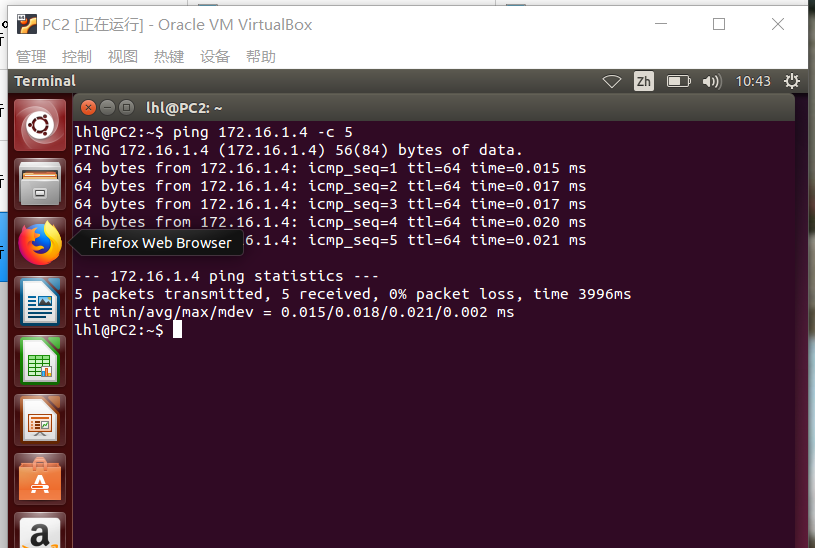 PC2 [正在运行] - Oracle VM VirtualBox
管理 控制 视图 热键 设备 帮助
Terminal Zh 10:43
lhl@PC2: ~
lhl@PC2:~$ ping 172.16.1.4 -c 5
PING 172.16.1.4 (172.16.1.4) 56(84) bytes of data.
64 bytes from 172.16.1.4: icmp_seq=1 ttl=64 time=0.015 ms
64 bytes from 172.16.1.4: icmp_seq=2 ttl=64 time=0.017 ms
64 bytes from 172.16.1.4: icmp_seq=3 ttl=64 time=0.017 ms
64 bytes from 172.16.1.4: icmp_seq=4 ttl=64 time=0.020 ms
Firefox Web Browser .16.1.4: icmp_seq=5 ttl=64 time=0.021 ms
--- 172.16.1.4 ping statistics ---
5 packets transmitted, 5 received, 0% packet loss, time 3996ms
rtt min/avg/max/mdev = 0.015/0.018/0.021/0.002 ms
lhl@PC2:~$